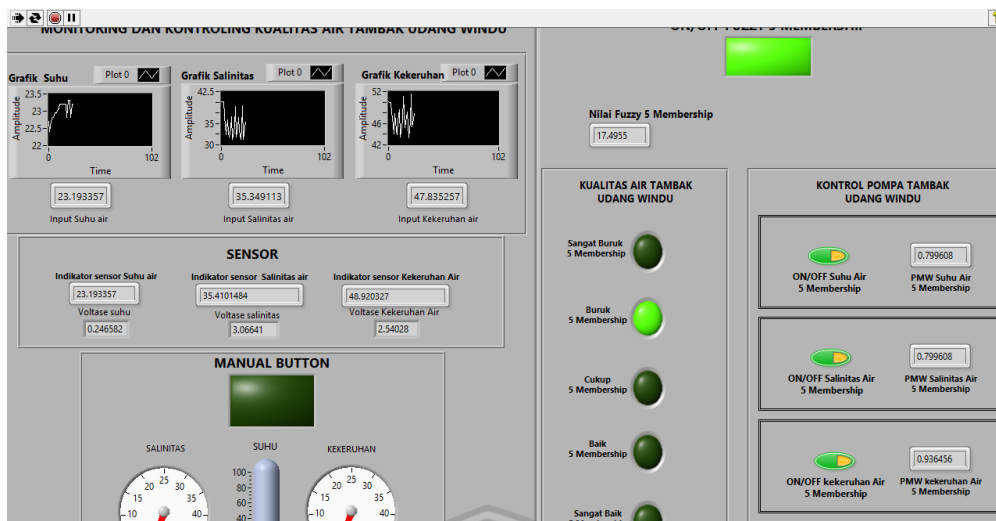 MONITORING DAN KONTROLING KUALITAS AIR TAMBAK UDANG WINDU
Grafik Suhu
Plot 0
Amplitude
23.5
23
22.5
22
0
102
Time
23.193357
Input Suhu air
Grafik Salinitas
Plot 0
Amplitude
42.5
35
30
0
102
Time
35.349113
Input Salinitas air
Grafik Kekeruhan
Plot 0
Amplitude
52
46
42
0
102
Time
47.835257
Input Kekeruhan air
SENSOR
Indikator sensor Suhu air
23.193357
Voltase suhu
0.246582
Indikator sensor Salinitas air
35.4101484
Voltase salinitas
3.06641
Indikator sensor Kekeruhan Air
48.920327
Voltase Kekeruhan Air
2.54028
MANUAL BUTTON
SALINITAS
10
15
20
25
30
35
40
SUHU
100
80
60
40
KEKERUHAN
10
15
20
25
30
35
40
ON/OFF FUZZY 5 MEMBERSHIP
Nilai Fuzzy 5 Membership
17.4955
KUALITAS AIR TAMBAK
UDANG WINDU
Sangat Buruk
5 Membership
Buruk
5 Membership
Cukup
5 Membership
Baik
5 Membership
Sangat Baik
5 Membership
KONTROL POMPA TAMBAK
UDANG WINDU
ON/OFF Suhu Air
5 Membership
0.799608
PMW Suhu Air
5 Membership
ON/OFF Salinitas Air
5 Membership
0.799608
PMW Salinitas Air
5 Membership
ON/OFF kekeruhan Air
5 Membership
0.936456
PMW kekeruhan Air
5 Membership